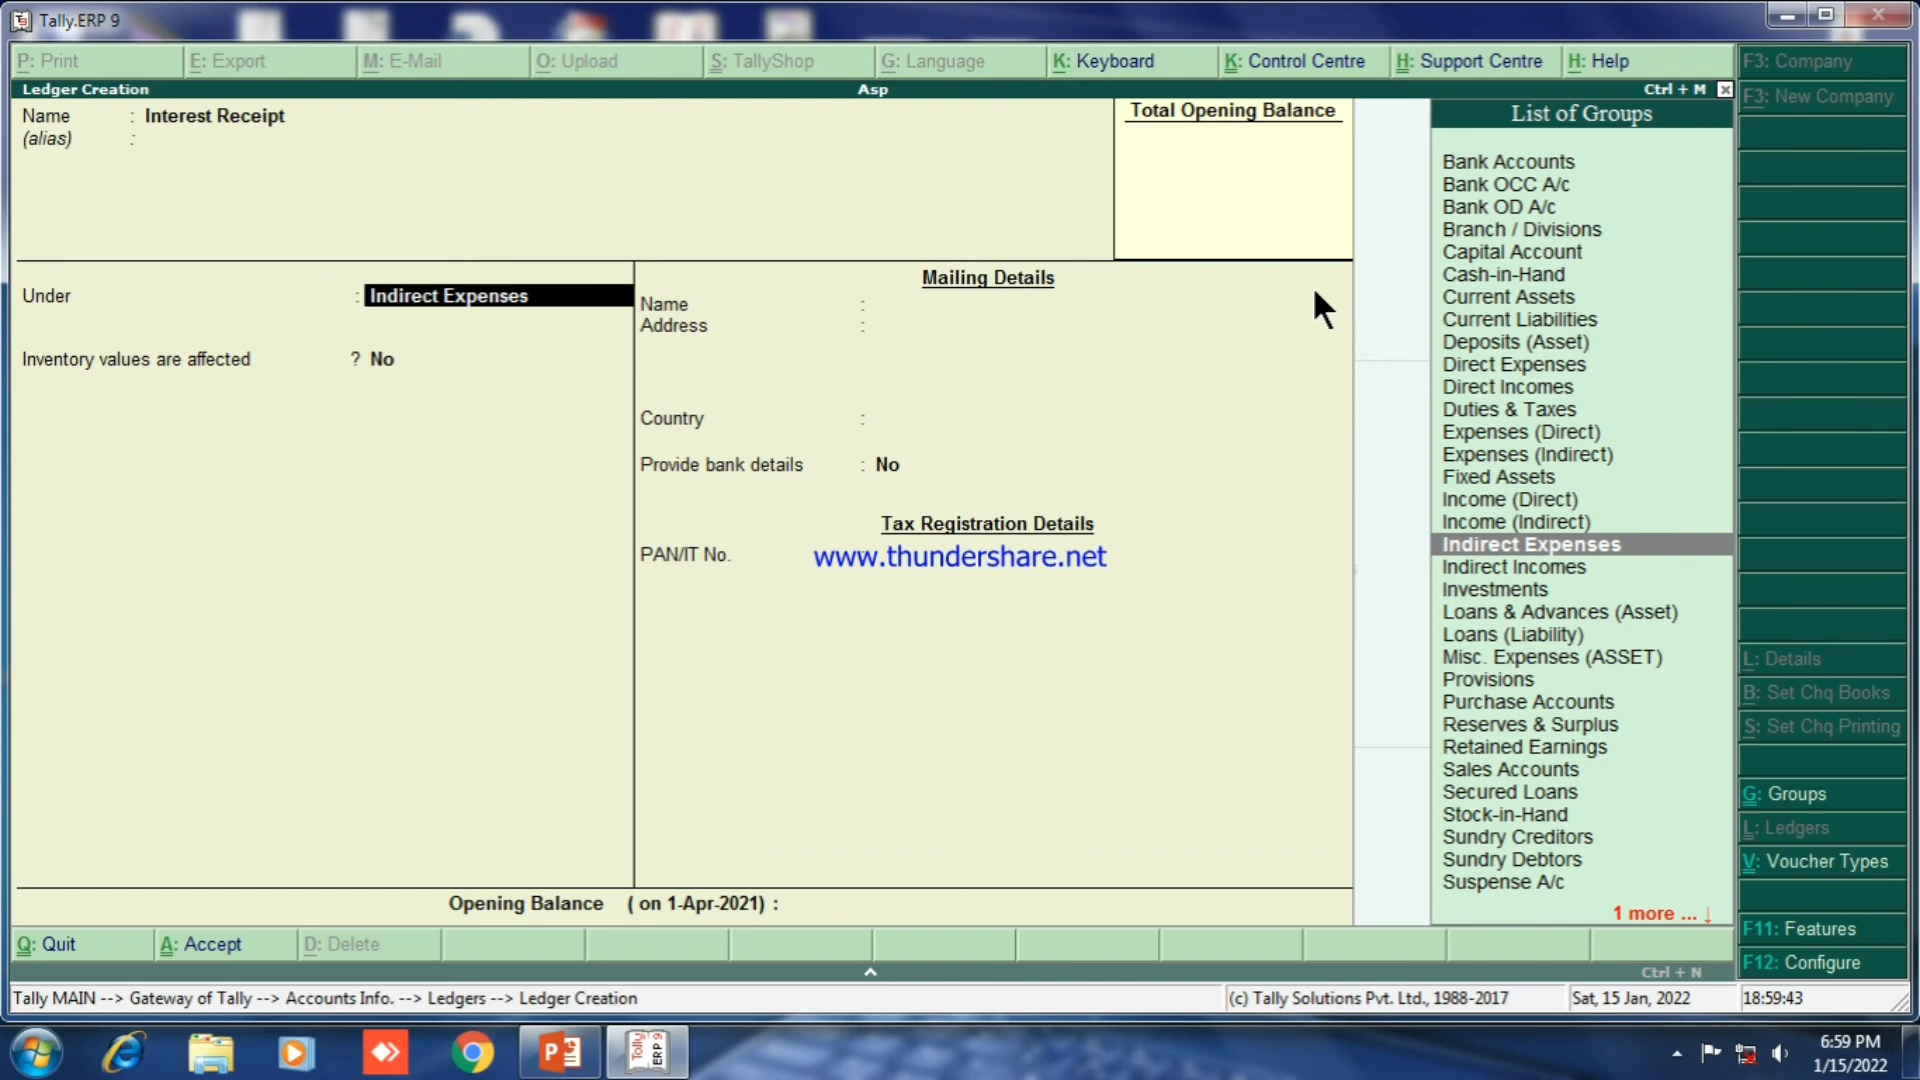 Tally.ERP 9
P: Print E: Export M: E-Mail O: Upload S: TallyShop G: Language K: Keyboard K: Control Centre H: Support Centre H: Help
Ledger Creation Asp Ctrl + M
Name : Interest Receipt
(alias) :
Total Opening Balance
Under : Indirect Expenses
Inventory values are affected ? No
Mailing Details
Name :
Address :
Country :
Provide bank details : No
Tax Registration Details
PAN/IT No.
www.thundershare.net
Opening Balance ( on 1-Apr-2021) :
List of Groups
Bank Accounts
Bank OCC A/c
Bank OD A/c
Branch / Divisions
Capital Account
Cash-in-Hand
Current Assets
Current Liabilities
Deposits (Asset)
Direct Expenses
Direct Incomes
Duties & Taxes
Expenses (Direct)
Expenses (Indirect)
Fixed Assets
Income (Direct)
Income (Indirect)
Indirect Expenses
Indirect Incomes
Investments
Loans & Advances (Asset)
Loans (Liability)
Misc. Expenses (ASSET)
Provisions
Purchase Accounts
Reserves & Surplus
Retained Earnings
Sales Accounts
Secured Loans
Stock-in-Hand
Sundry Creditors
Sundry Debtors
Suspense A/c
1 more ... ↓
F3: Company
F3: New Company
L: Details
B: Set Chq Books
S: Set Chq Printing
G: Groups
L: Ledgers
V: Voucher Types
F11: Features
F12: Configure
Q: Quit A: Accept D: Delete
Ctrl + N
Tally MAIN --> Gateway of Tally --> Accounts Info. --> Ledgers --> Ledger Creation (c) Tally Solutions Pvt. Ltd., 1988-2017 Sat, 15 Jan, 2022 18:59:43
Tally ERP 9
6:59 PM
1/15/2022